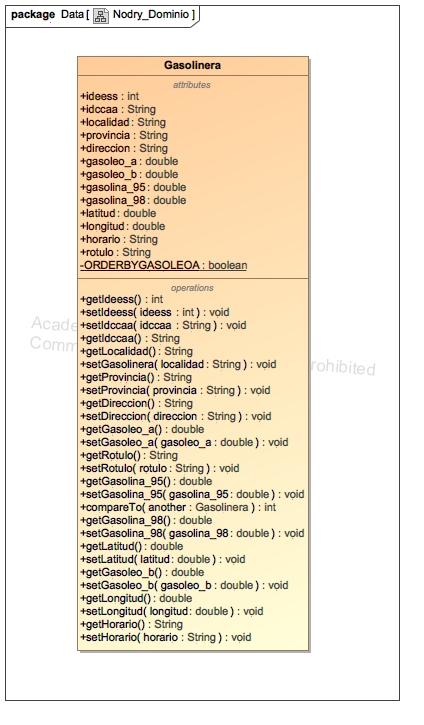 package Data [ Nodry_Dominio ]
Gasolinera
attributes
+ideess : int
+idccaa : String
+localidad : String
+provincia : String
+direccion : String
+gasoleo_a : double
+gasoleo_b : double
+gasolina_95 : double
+gasolina_98 : double
+latitud : double
+longitud : double
+horario : String
+rotulo : String
-ORDERBYGASOLEOA : boolean
operations
+getIdeess() : int
+setIdeess( ideess : int ) : void
+setIdccaa( idccaa : String ) : void
+getIdccaa() : String
+getLocalidad() : String
+setGasolinera( localidad : String ) : void
+getProvincia() : String
+setProvincia( provincia : String ) : void
+getDireccion() : String
+setDireccion( direccion : String ) : void
+getGasoleo_a() : double
+setGasoleo_a( gasoleo_a : double ) : void
+getRotulo() : String
+setRotulo( rotulo : String ) : void
+getGasolina_95() : double
+setGasolina_95( gasolina_95 : double ) : void
+compareTo( another : Gasolinera ) : int
+getGasolina_98() : double
+setGasolina_98( gasolina_98 : double ) : void
+getLatitud() : double
+setLatitud( latitud : double ) : void
+getGasoleo_b() : double
+setGasoleo_b( gasoleo_b : double ) : void
+getLongitud() : double
+setLongitud( longitud : double ) : void
+getHorario() : String
+setHorario( horario : String ) : void